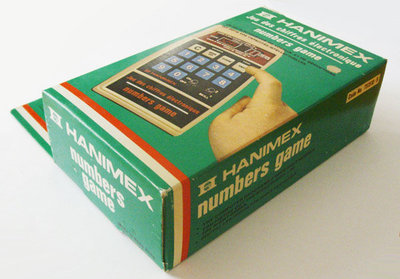 HANIMEX
Jeu des chiffres électronique
numbers game
Jeu des chiffres électronique
numbers game
HANIMEX
numbers game
HANIMEX
numbers
game